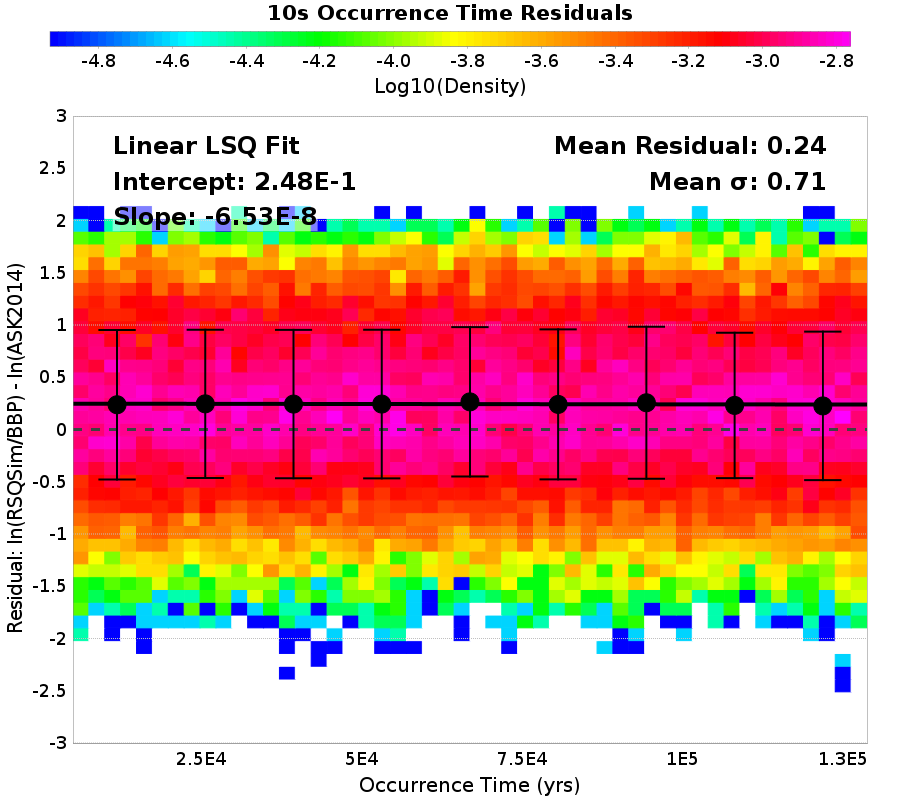 10s Occurrence Time Residuals
-4.8 -4.6 -4.4 -4.2 -4.0 -3.8 -3.6 -3.4 -3.2 -3.0 -2.8
Log10(Density)
Linear LSQ Fit
Intercept: 2.48E-1
Slope: -6.53E-8
Mean Residual: 0.24
Mean σ: 0.71
Residual: ln(RSQSim/BBP) - ln(ASK2014)
3
2.5
2
1.5
1
0.5
0
-0.5
-1
-1.5
-2
-2.5
-3
2.5E4 5E4 7.5E4 1E5 1.3E5
Occurrence Time (yrs)